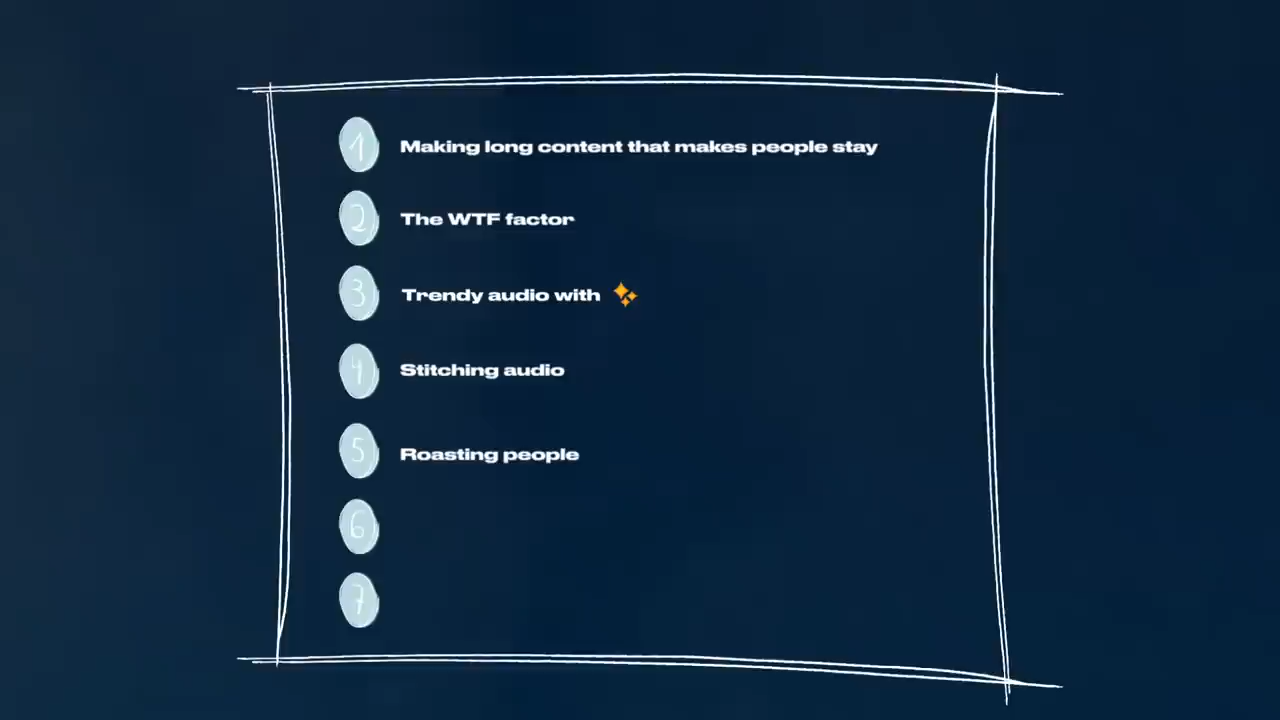 1 Making long content that makes people stay
2 The WTF factor
3 Trendy audio with ✨
4 Stitching audio
5 Roasting people
6
7